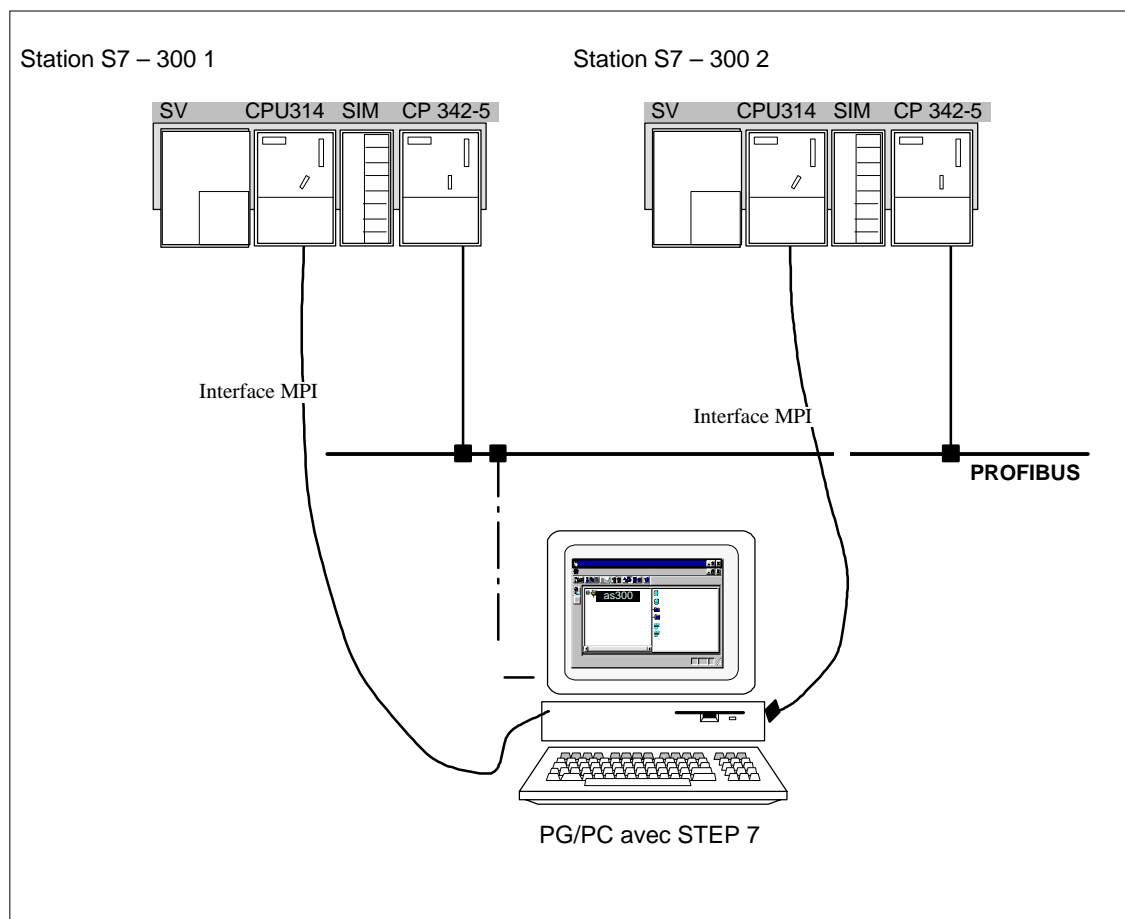 Station S7 – 300 1
Station S7 – 300 2
SV CPU314 SIM CP 342-5
SV CPU314 SIM CP 342-5
Interface MPI
Interface MPI
PROFIBUS
as300
PG/PC avec STEP 7